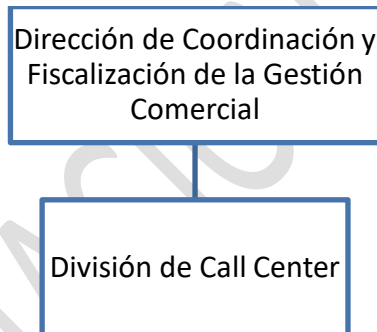 Dirección de Coordinación y
Fiscalización de la Gestión
Comercial
División de Call Center